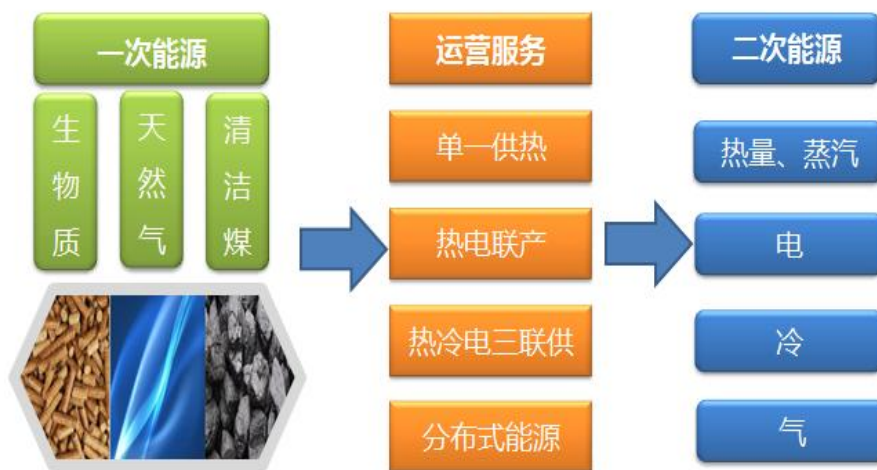 一次能源
生物质
天然气
清洁煤
运营服务
单一供热
热电联产
热冷电三联供
分布式能源
二次能源
热量、蒸汽
电
冷
气